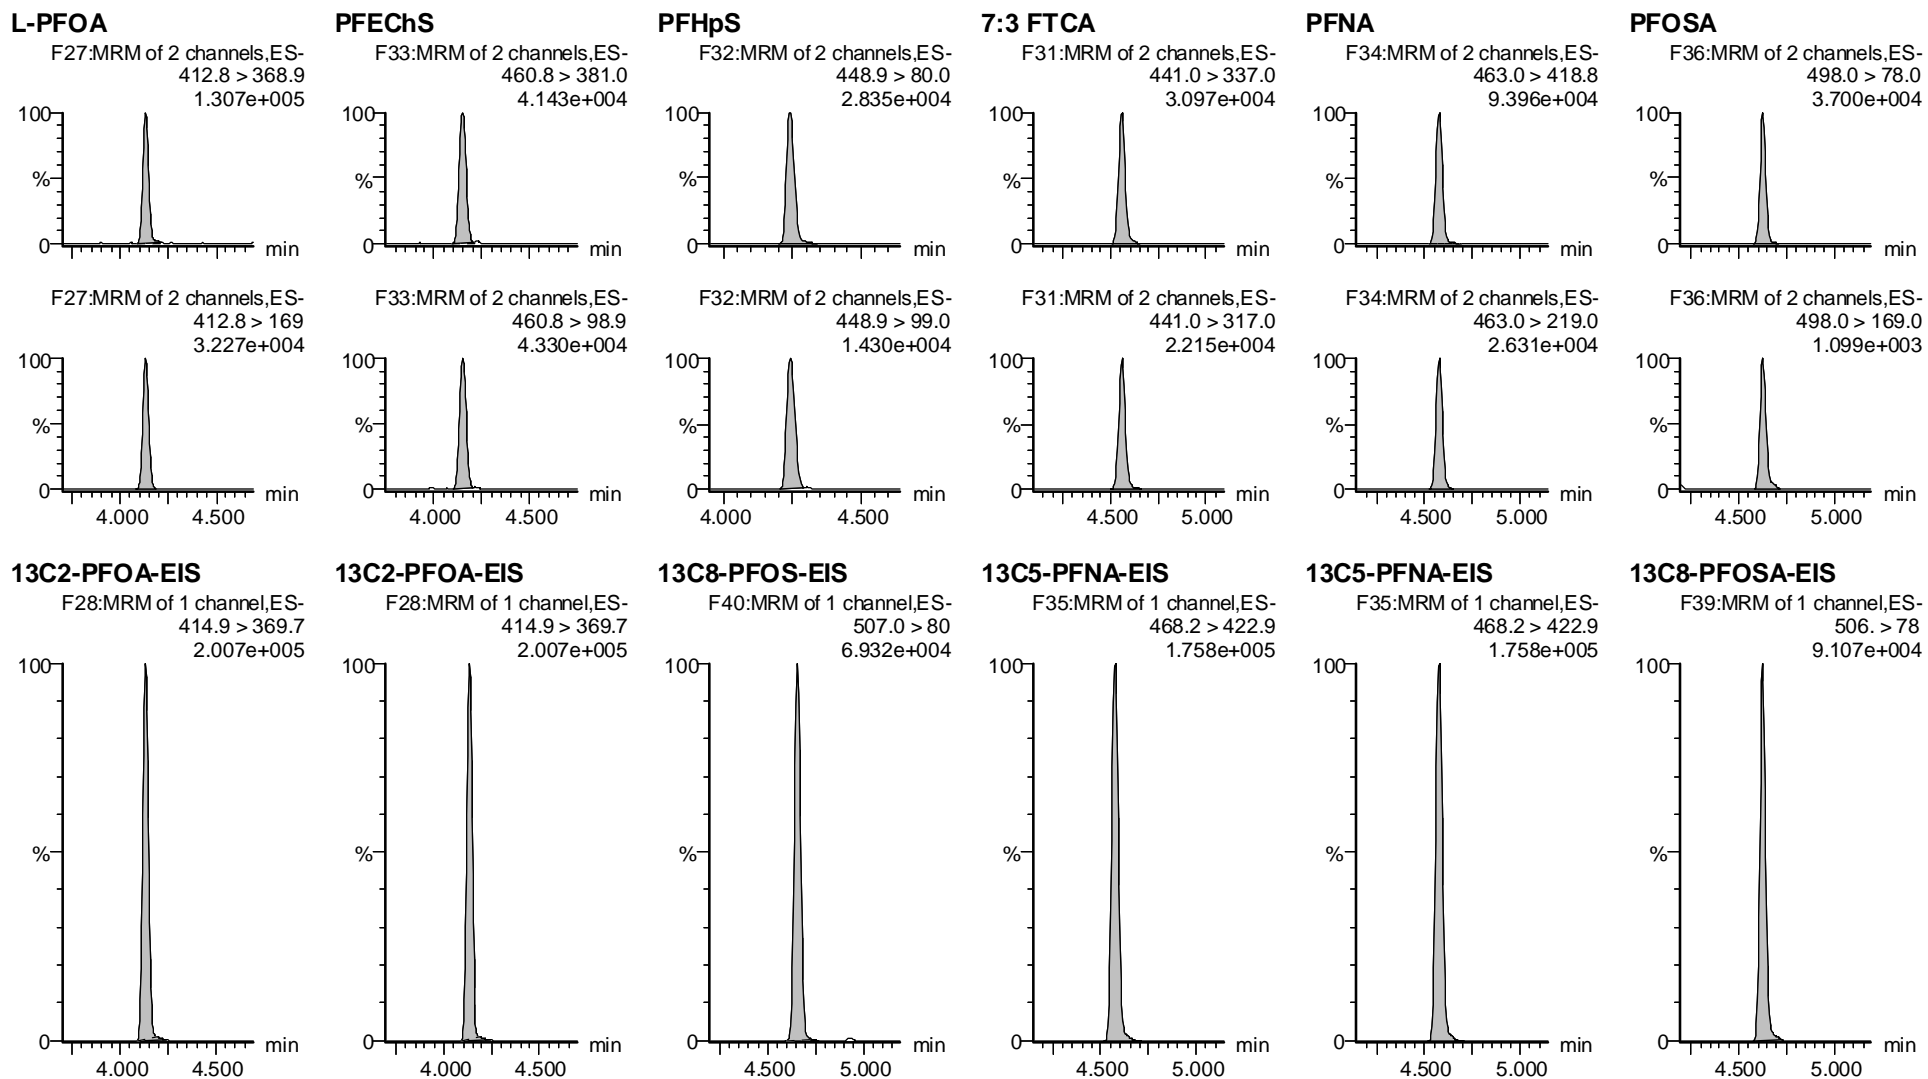 L-PFOA
F27:MRM of 2 channels,ES-
412.8 > 368.9
1.307e+005
100
%
0
min
PFEChS
F33:MRM of 2 channels,ES-
460.8 > 381.0
4.143e+004
100
%
0
min
PFHpS
F32:MRM of 2 channels,ES-
448.9 > 80.0
2.835e+004
100
%
0
min
7:3 FTCA
F31:MRM of 2 channels,ES-
441.0 > 337.0
3.097e+004
100
%
0
min
PFNA
F34:MRM of 2 channels,ES-
463.0 > 418.8
9.396e+004
100
%
0
min
PFOSA
F36:MRM of 2 channels,ES-
498.0 > 78.0
3.700e+004
100
%
0
min
F27:MRM of 2 channels,ES-
412.8 > 169
3.227e+004
100
%
0
min
4.000 4.500
F33:MRM of 2 channels,ES-
460.8 > 98.9
4.330e+004
100
%
0
min
4.000 4.500
F32:MRM of 2 channels,ES-
448.9 > 99.0
1.430e+004
100
%
0
min
4.000 4.500
F31:MRM of 2 channels,ES-
441.0 > 317.0
2.215e+004
100
%
0
min
4.500 5.000
F34:MRM of 2 channels,ES-
463.0 > 219.0
2.631e+004
100
%
0
min
4.500 5.000
F36:MRM of 2 channels,ES-
498.0 > 169.0
1.099e+003
100
%
0
min
4.500 5.000
13C2-PFOA-EIS
F28:MRM of 1 channel,ES-
414.9 > 369.7
2.007e+005
100
%
0
min
4.000 4.500
13C2-PFOA-EIS
F28:MRM of 1 channel,ES-
414.9 > 369.7
2.007e+005
100
%
0
min
4.000 4.500
13C8-PFOS-EIS
F40:MRM of 1 channel,ES-
507.0 > 80
6.932e+004
100
%
0
min
4.500 5.000
13C5-PFNA-EIS
F35:MRM of 1 channel,ES-
468.2 > 422.9
1.758e+005
100
%
0
min
4.500 5.000
13C5-PFNA-EIS
F35:MRM of 1 channel,ES-
468.2 > 422.9
1.758e+005
100
%
0
min
4.500 5.000
13C8-PFOSA-EIS
F39:MRM of 1 channel,ES-
506. > 78
9.107e+004
100
%
0
min
4.500 5.000